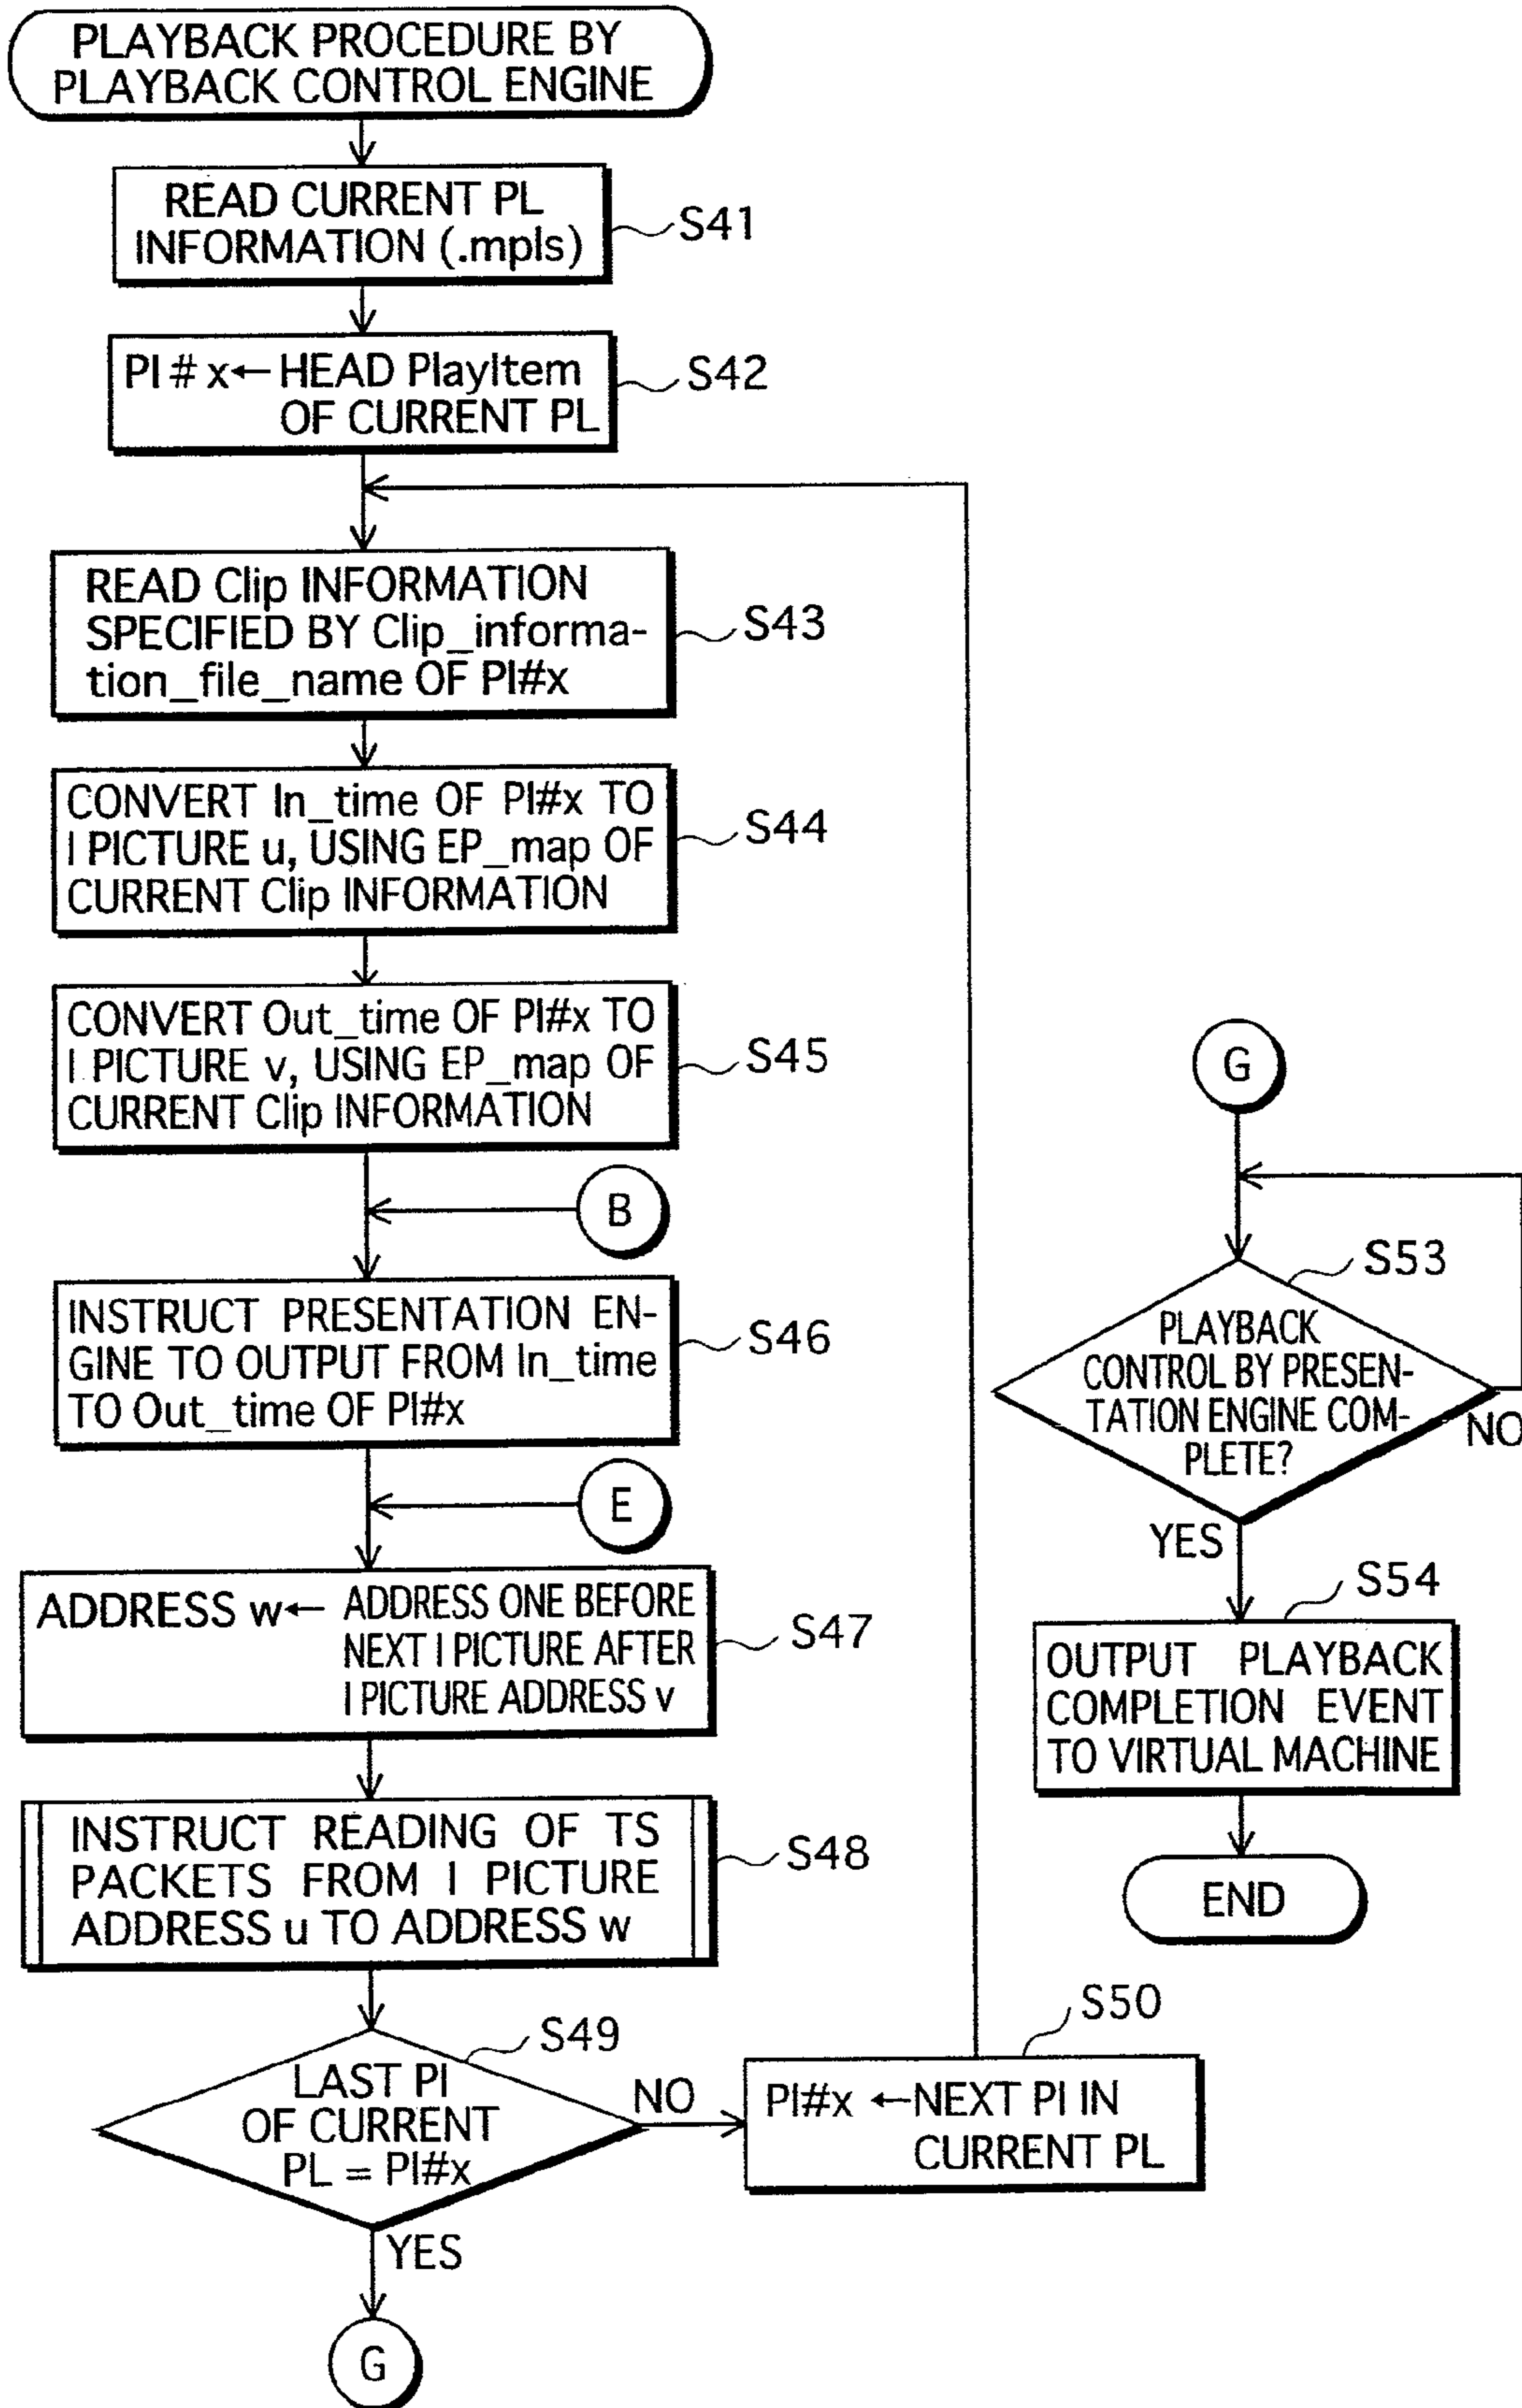 PLAYBACK PROCEDURE BY
PLAYBACK CONTROL ENGINE
READ CURRENT PL
INFORMATION (.mpls)
S41
PI # x← HEAD PlayItem
OF CURRENT PL
S42
READ Clip INFORMATION
SPECIFIED BY Clip_informa-
tion_file_name OF PI#x
S43
CONVERT In_time OF PI#x TO
I PICTURE u, USING EP_map OF
CURRENT Clip INFORMATION
S44
CONVERT Out_time OF PI#x TO
I PICTURE v, USING EP_map OF
CURRENT Clip INFORMATION
S45
B
INSTRUCT PRESENTATION EN-
GINE TO OUTPUT FROM In_time
TO Out_time OF PI#x
S46
E
ADDRESS w← ADDRESS ONE BEFORE
NEXT I PICTURE AFTER
I PICTURE ADDRESS v
S47
INSTRUCT READING OF TS
PACKETS FROM I PICTURE
ADDRESS u TO ADDRESS w
S48
S49
LAST PI
OF CURRENT
PL = PI#x
NO
YES
G
S50
PI#x ←NEXT PI IN
CURRENT PL
G
S53
PLAYBACK
CONTROL BY PRESEN-
TATION ENGINE COM-
PLETE?
NO
YES
S54
OUTPUT PLAYBACK
COMPLETION EVENT
TO VIRTUAL MACHINE
END